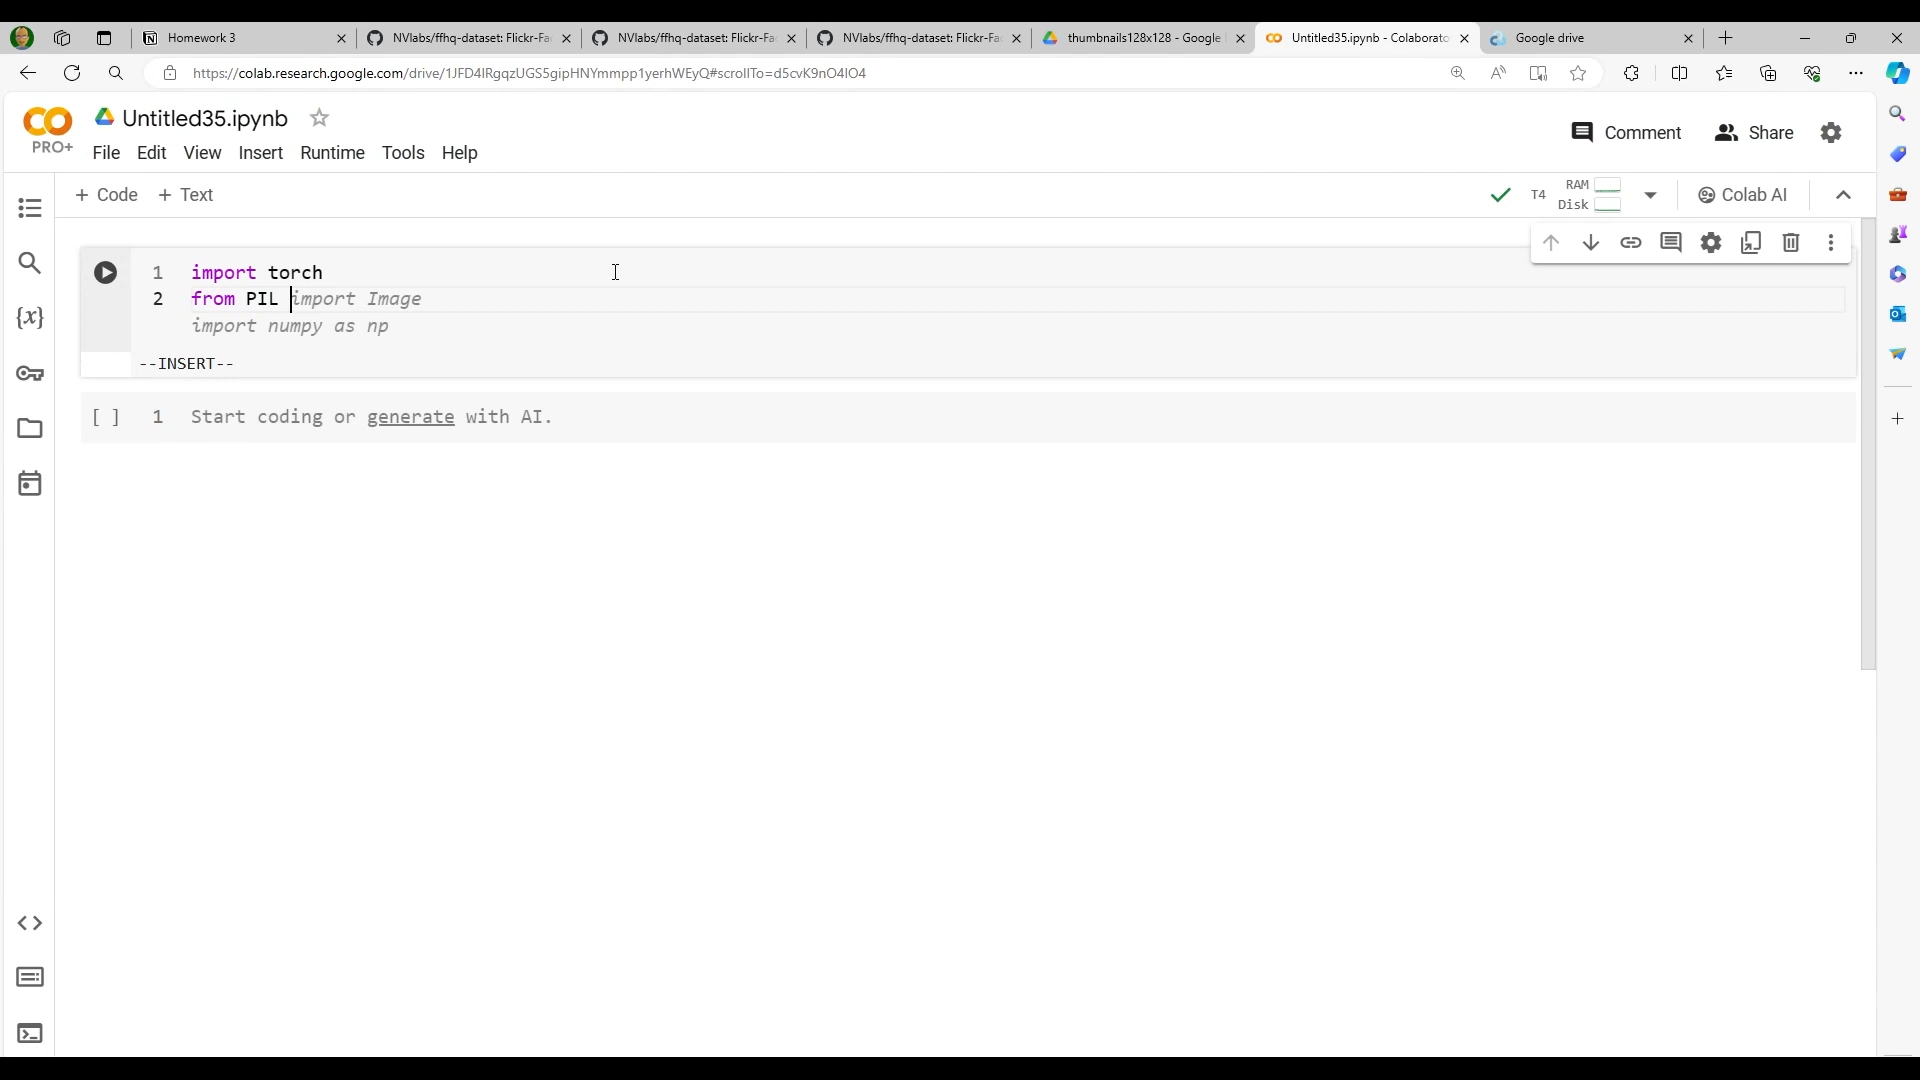 Homework 3
NVlabs/ffhq-dataset: Flickr-Fa
NVlabs/ffhq-dataset: Flickr-Fa
NVlabs/ffhq-dataset: Flickr-Fa
thumbnails128x128 - Google
Untitled35.ipynb - Colaborato
Google drive
https://colab.research.google.com/drive/1JFD4lRgqzUGS5gipHNYmmpp1yerhWEyQ#scrollTo=d5cvK9nO4IO4
Untitled35.ipynb
PRO+
File Edit View Insert Runtime Tools Help
Comment
Share
+ Code + Text
T4
RAM
Disk
Colab AI
1 import torch
2 from PIL import Image
import numpy as np
--INSERT--
[ ] 1 Start coding or generate with AI.